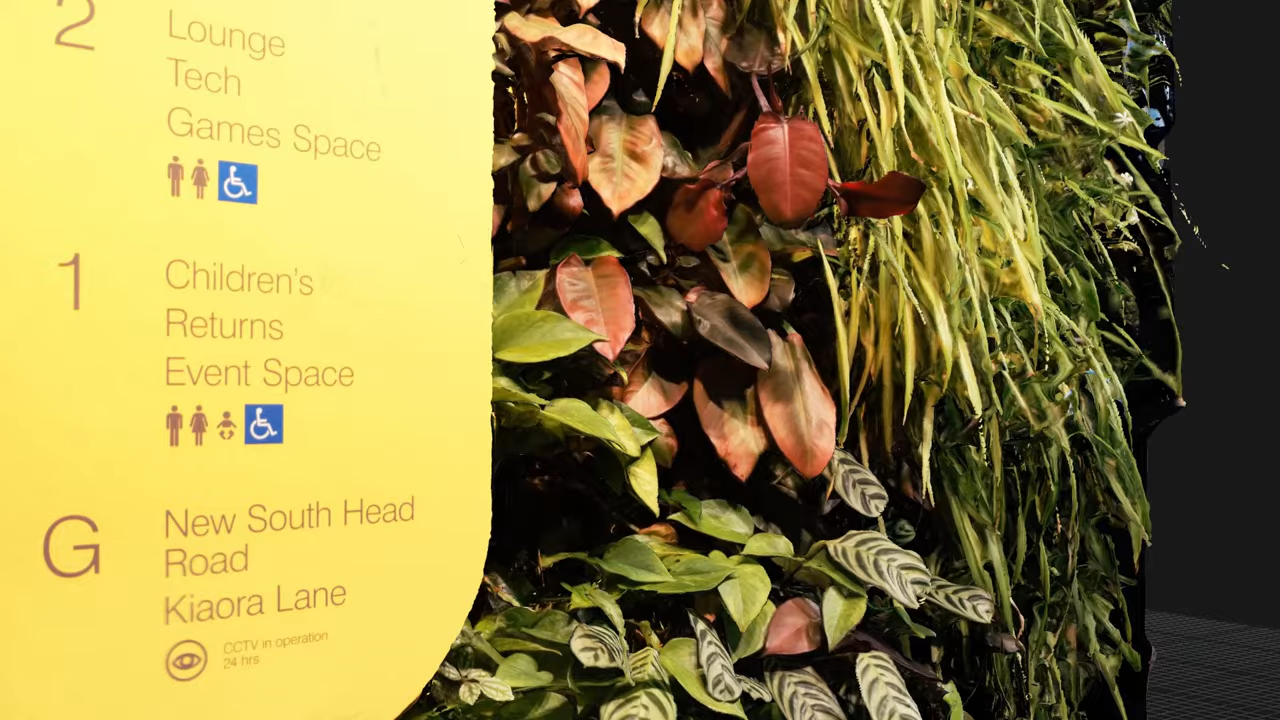 2
Lounge
Tech
Games Space
1
Children's
Returns
Event Space
G
New South Head
Road
Kiaora Lane
CCTV in operation
24 hrs